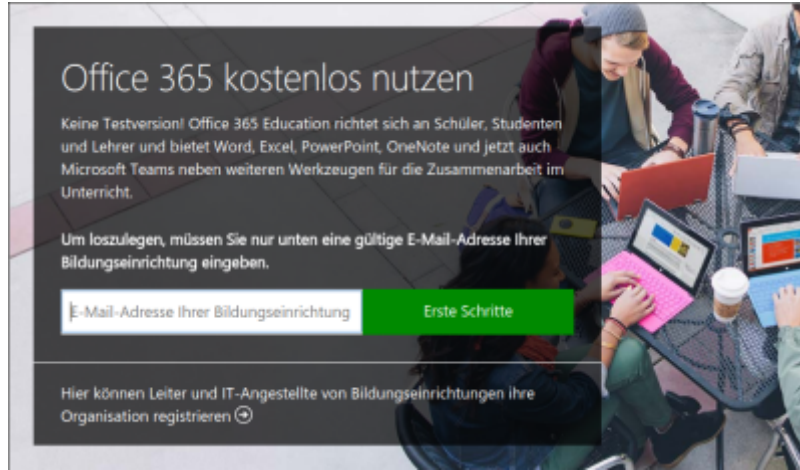 Office 365 kostenlos nutzen
Keine Testversion! Office 365 Education richtet sich an Schüler, Studenten
und Lehrer und bietet Word, Excel, PowerPoint, OneNote und jetzt auch
Microsoft Teams neben weiteren Werkzeugen für die Zusammenarbeit im
Unterricht.
Um loszulegen, müssen Sie nur unten eine gültige E-Mail-Adresse Ihrer
Bildungseinrichtung eingeben.
E-Mail-Adresse Ihrer Bildungseinrichtung Erste Schritte
Hier können Leiter und IT-Angestellte von Bildungseinrichtungen ihre
Organisation registrieren